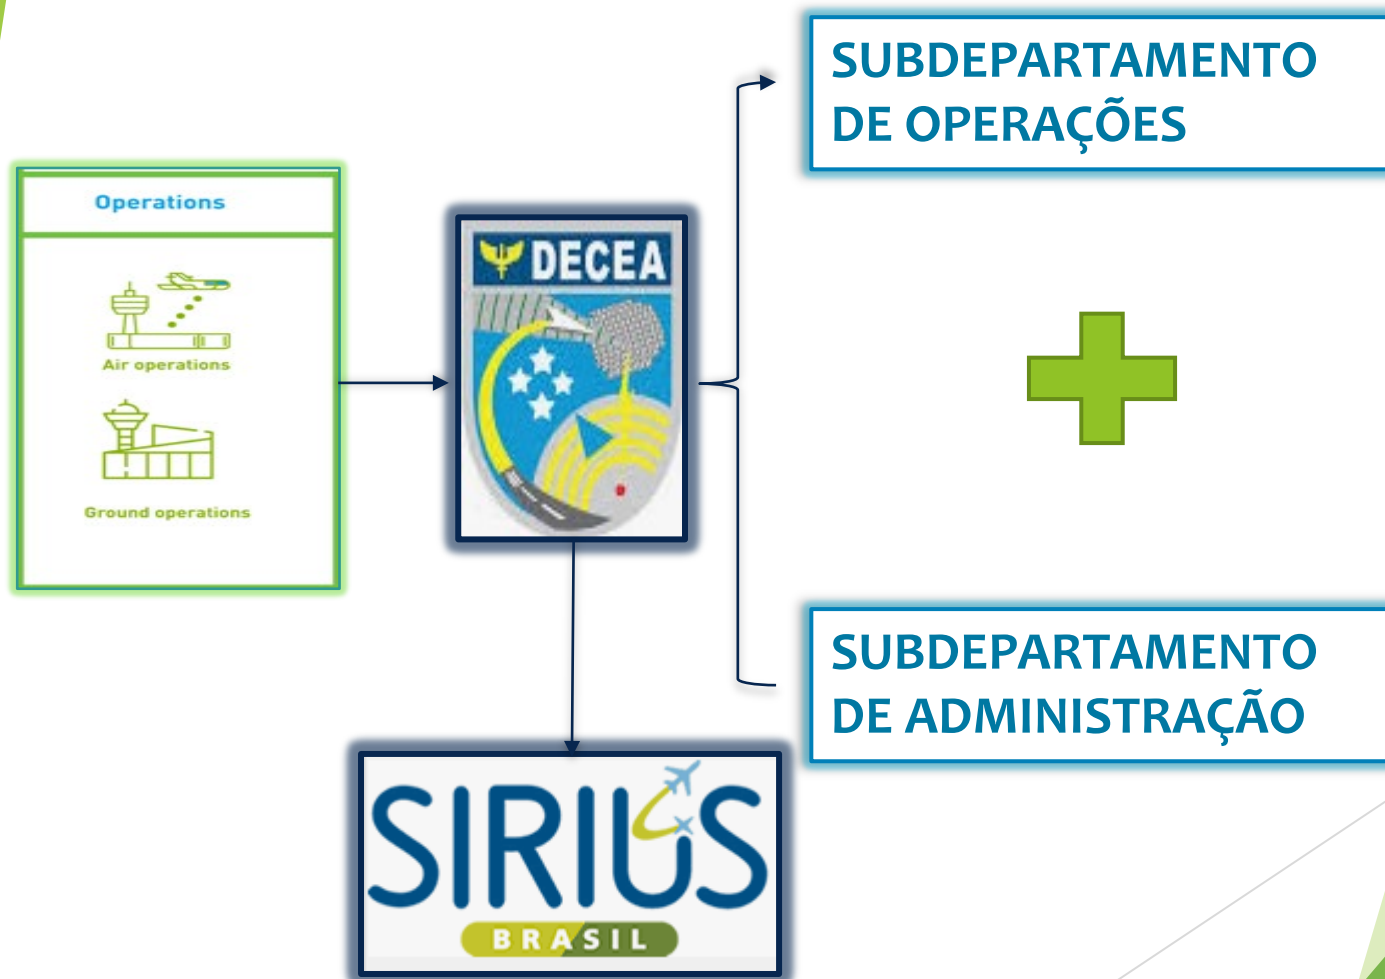 Operations
Air operations
Ground operations
DECEA
SUBDEPARTAMENTO
DE OPERAÇÕES
SUBDEPARTAMENTO
DE ADMINISTRAÇÃO
SIRIUS
BRASIL